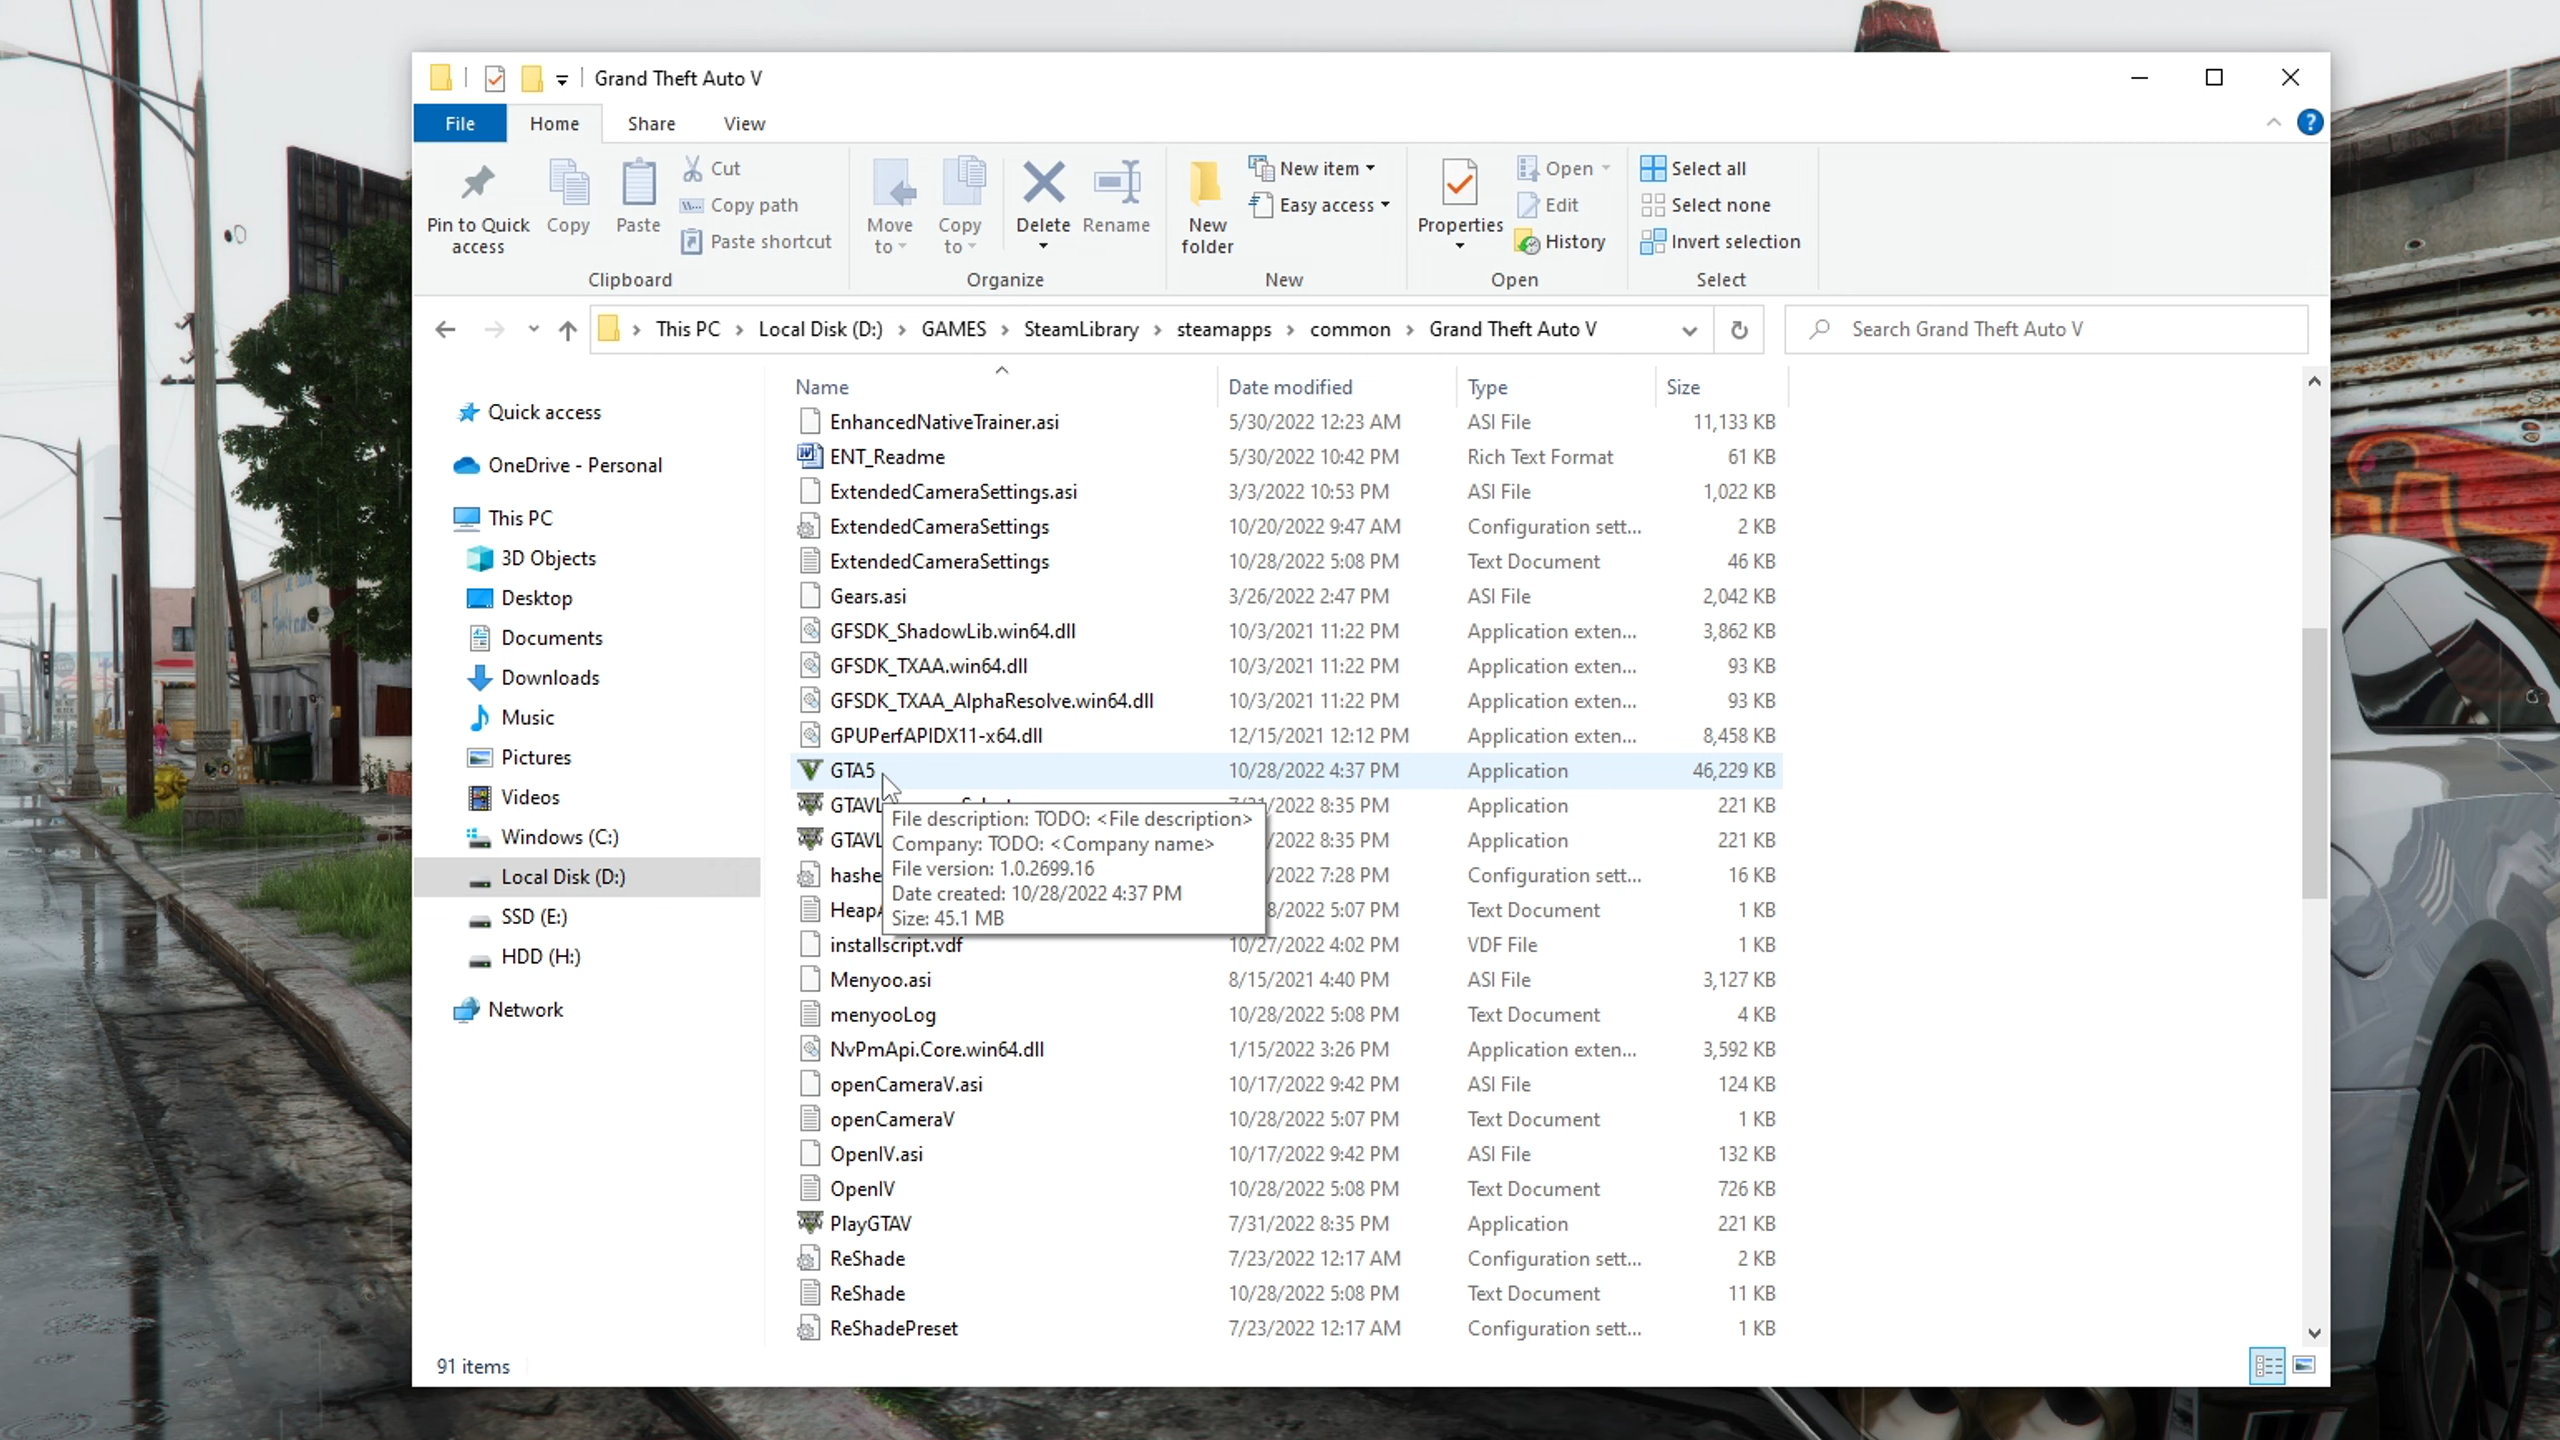 Grand Theft Auto V
File Home Share View
Pin to Quick access
Copy
Paste
Cut
Copy path
Paste shortcut
Clipboard
Move to
Copy to
Delete
Rename
Organize
New folder
New item
Easy access
New
Properties
Open
Edit
History
Open
Select all
Select none
Invert selection
Select
This PC Local Disk (D:) GAMES SteamLibrary steamapps common Grand Theft Auto V
Search Grand Theft Auto V
Quick access
OneDrive - Personal
This PC
3D Objects
Desktop
Documents
Downloads
Music
Pictures
Videos
Windows (C:)
Local Disk (D:)
SSD (E:)
HDD (H:)
Network
Name Date modified Type Size
EnhancedNativeTrainer.asi 5/30/2022 12:23 AM ASI File 11,133 KB
ENT_Readme 5/30/2022 10:42 PM Rich Text Format 61 KB
ExtendedCameraSettings.asi 3/3/2022 10:53 PM ASI File 1,022 KB
ExtendedCameraSettings 10/20/2022 9:47 AM Configuration sett... 2 KB
ExtendedCameraSettings 10/28/2022 5:08 PM Text Document 46 KB
Gears.asi 3/26/2022 2:47 PM ASI File 2,042 KB
GFSDK_ShadowLib.win64.dll 10/3/2021 11:22 PM Application exten... 3,862 KB
GFSDK_TXAA.win64.dll 10/3/2021 11:22 PM Application exten... 93 KB
GFSDK_TXAA_AlphaResolve.win64.dll 10/3/2021 11:22 PM Application exten... 93 KB
GPUPerfAPIDX11-x64.dll 12/15/2021 12:12 PM Application exten... 8,458 KB
GTA5 10/28/2022 4:37 PM Application 46,229 KB
GTAVL 8:35 PM Application 221 KB
GTAVL 8:35 PM Application 221 KB
hashe 7:28 PM Configuration sett... 16 KB
Heap 5:07 PM Text Document 1 KB
File description: TODO: <File description>
Company: TODO: <Company name>
File version: 1.0.2699.16
Date created: 10/28/2022 4:37 PM
Size: 45.1 MB
installscript.vdf 10/27/2022 4:02 PM VDF File 1 KB
Menyoo.asi 8/15/2021 4:40 PM ASI File 3,127 KB
menyooLog 10/28/2022 5:08 PM Text Document 4 KB
NvPmApi.Core.win64.dll 1/15/2022 3:26 PM Application exten... 3,592 KB
openCameraV.asi 10/17/2022 9:42 PM ASI File 124 KB
openCameraV 10/28/2022 5:07 PM Text Document 1 KB
OpenIV.asi 10/17/2022 9:42 PM ASI File 132 KB
OpenIV 10/28/2022 5:08 PM Text Document 726 KB
PlayGTAV 7/31/2022 8:35 PM Application 221 KB
ReShade 7/23/2022 12:17 AM Configuration sett... 2 KB
ReShade 10/28/2022 5:08 PM Text Document 11 KB
ReShadePreset 7/23/2022 12:17 AM Configuration sett... 1 KB
91 items